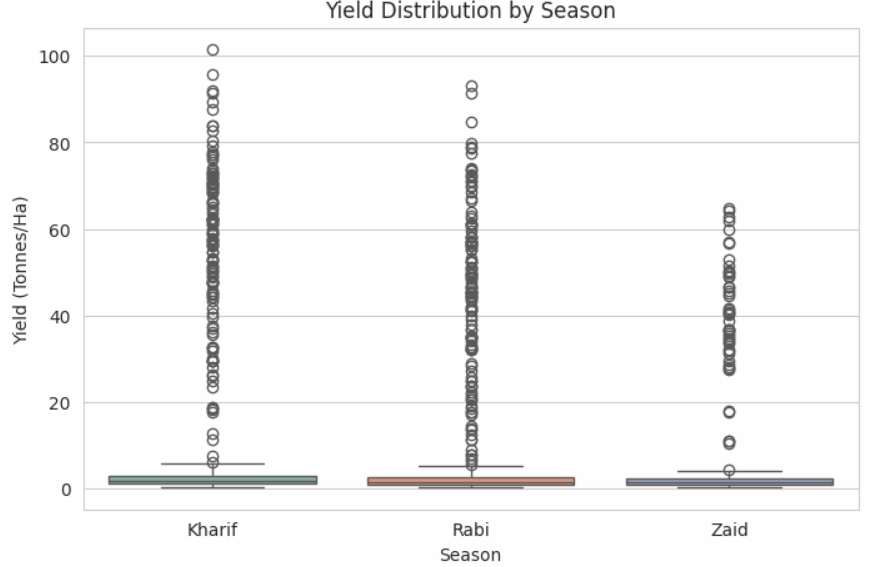 Yield Distribution by Season
Yield (Tonnes/Ha)
100
80
60
40
20
0
Kharif
Rabi
Zaid
Season